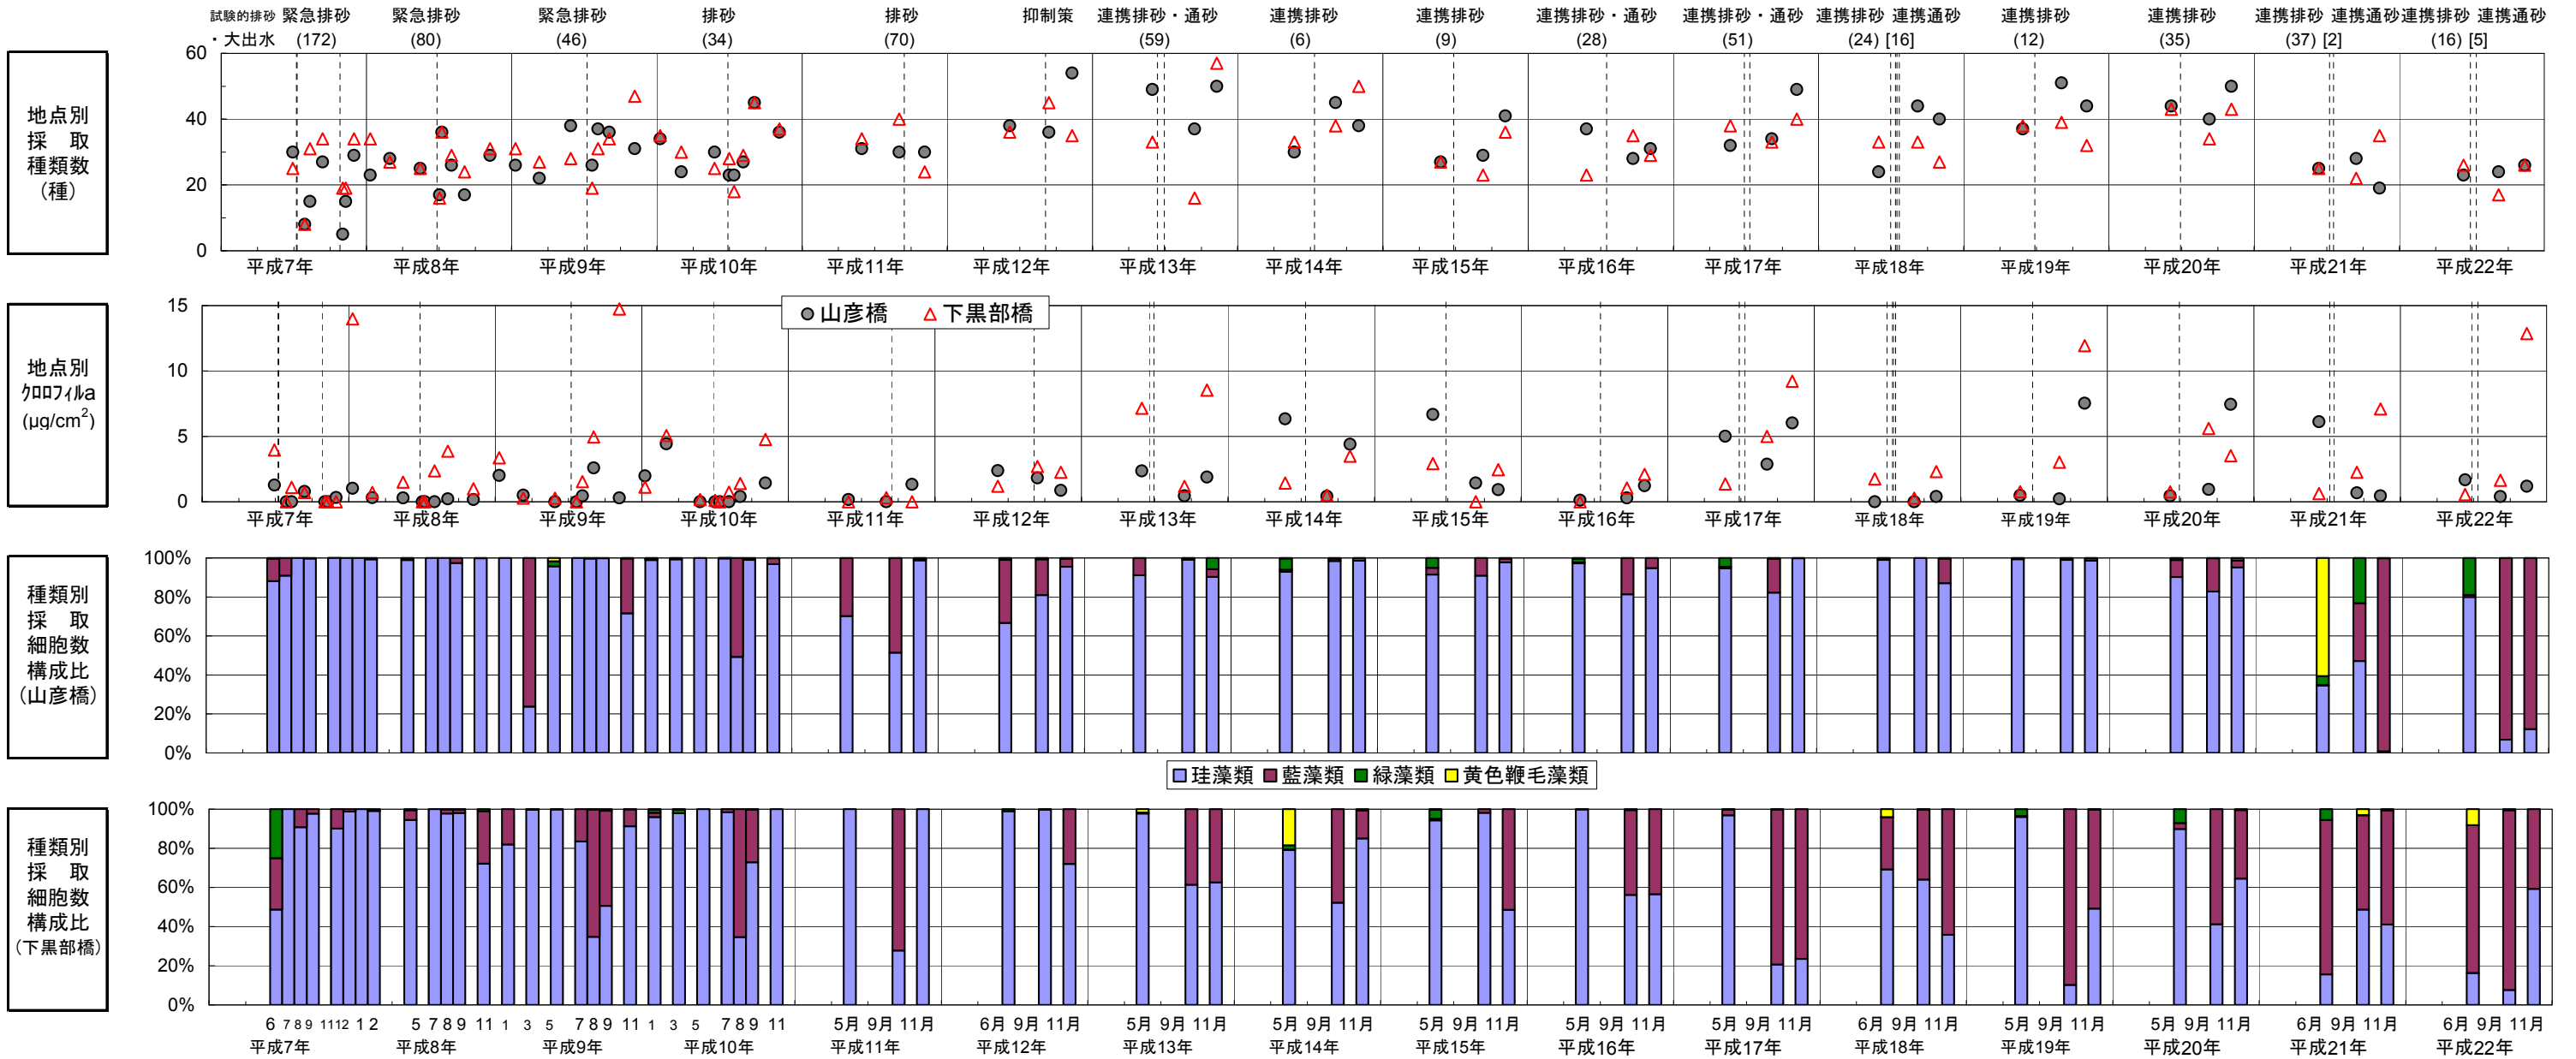 試験的排砂 緊急排砂 緊急排砂 緊急排砂 排砂 排砂 抑制策 連携排砂・通砂 連携排砂 連携排砂 連携排砂・通砂 連携排砂・通砂 連携排砂 連携通砂 連携排砂 連携排砂 連携排砂 連携通砂 連携排砂 連携通砂
・大出水 (172) (80) (46) (34) (70) (59) (6) (9) (28) (51) (24) [16] (12) (35) (37) [2] (16) [5]
地点別
採 取
種類数
(種)
60
40
20
0
平成7年 平成8年 平成9年 平成10年 平成11年 平成12年 平成13年 平成14年 平成15年 平成16年 平成17年 平成18年 平成19年 平成20年 平成21年 平成22年
地点別
ｸﾛﾛﾌｨﾙa
(μg/cm2)
15
10
5
0
山彦橋 下黒部橋
平成7年 平成8年 平成9年 平成10年 平成11年 平成12年 平成13年 平成14年 平成15年 平成16年 平成17年 平成18年 平成19年 平成20年 平成21年 平成22年
種類別
採 取
細胞数
構成比
(山彦橋)
100%
80%
60%
40%
20%
0%
珪藻類 藍藻類 緑藻類 黄色鞭毛藻類
種類別
採 取
細胞数
構成比
(下黒部橋)
100%
80%
60%
40%
20%
0%
6 7 8 9 11 12 1 2 5 7 8 9 11 1 3 5 7 8 9 11 1 3 5 7 8 9 11 5月 9月 11月 6月 9月 11月 5月 9月 11月 5月 9月 11月 5月 9月 11月 5月 9月 11月 5月 9月 11月 6月 9月 11月 5月 9月 11月 5月 9月 11月 6月 9月 11月 6月 9月 11月
平成7年 平成8年 平成9年 平成10年 平成11年 平成12年 平成13年 平成14年 平成15年 平成16年 平成17年 平成18年 平成19年 平成20年 平成21年 平成22年